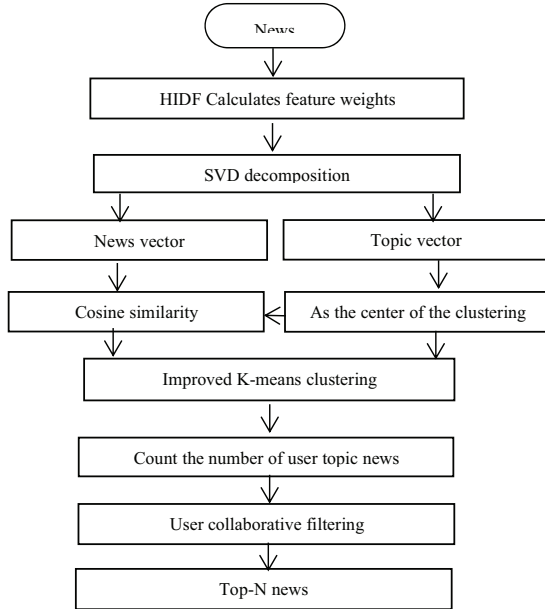 News
HIDF Calculates feature weights
SVD decomposition
News vector
Topic vector
Cosine similarity
As the center of the clustering
Improved K-means clustering
Count the number of user topic news
User collaborative filtering
Top-N news